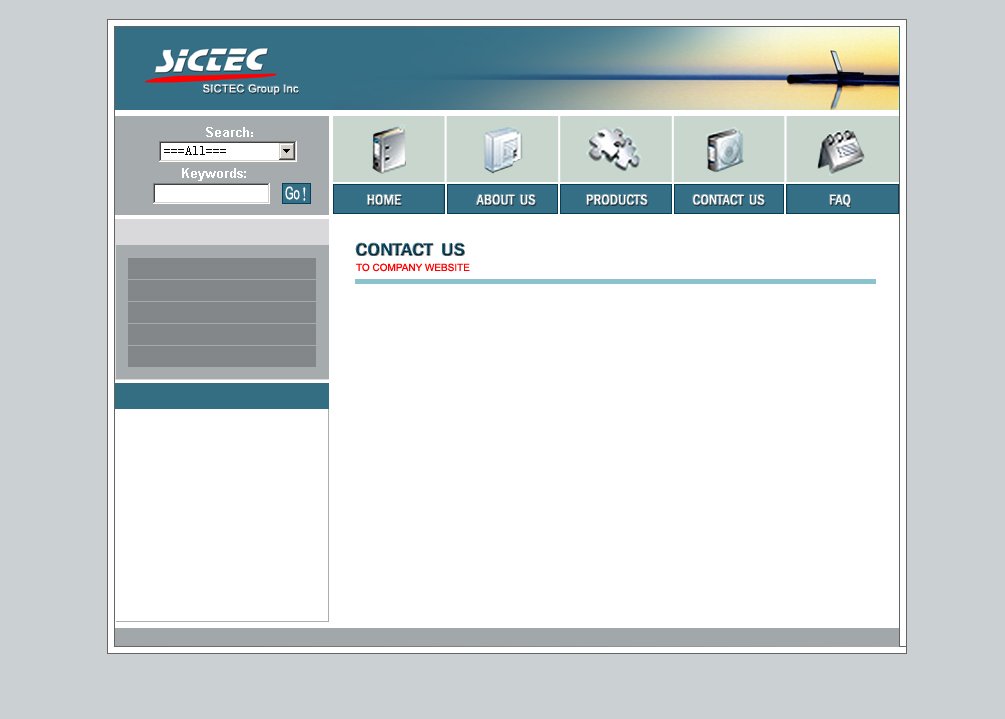 SICTEC
SICTEC Group Inc
Search:
===All===
Keywords:
Go!
HOME
ABOUT US
PRODUCTS
CONTACT US
FAQ
CONTACT US
TO COMPANY WEBSITE